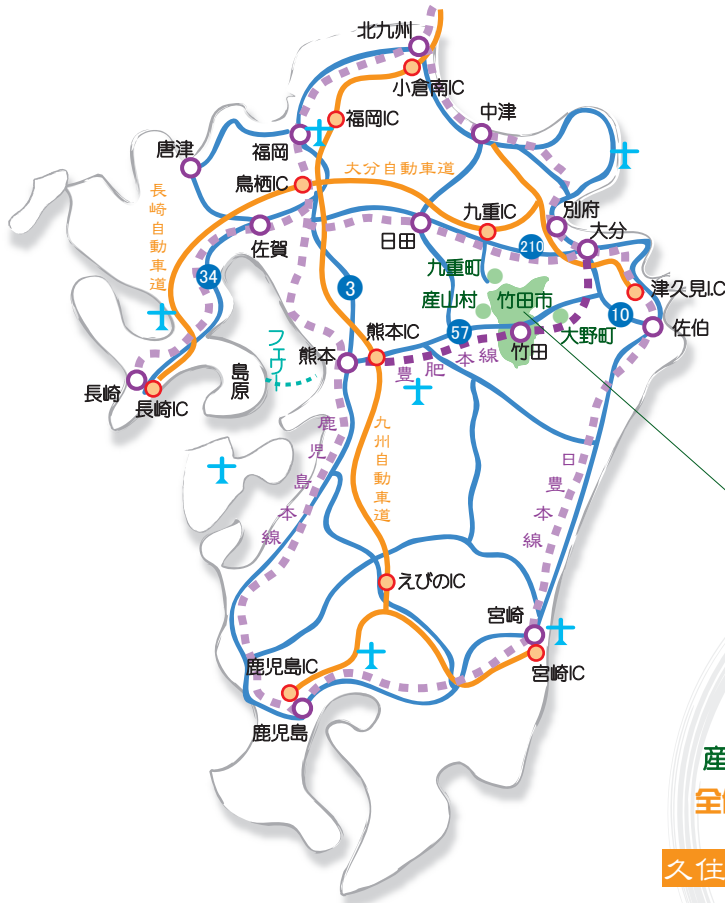 北九州
小倉南IC
中津
福岡IC
福岡
唐津
大分自動車道
鳥栖IC
長崎自動車道
九重IC
別府
佐賀
日田
大分
210
九重町
34
3
産山村
竹田市
津久見I.C
10
57
大野町
佐伯
熊本IC
フェリー
熊本
竹田
豊肥本線
島原
長崎
長崎IC
鹿児島本線
九州自動車道
日豊本線
えびのIC
宮崎
鹿児島IC
宮崎IC
鹿児島
産
全
久住